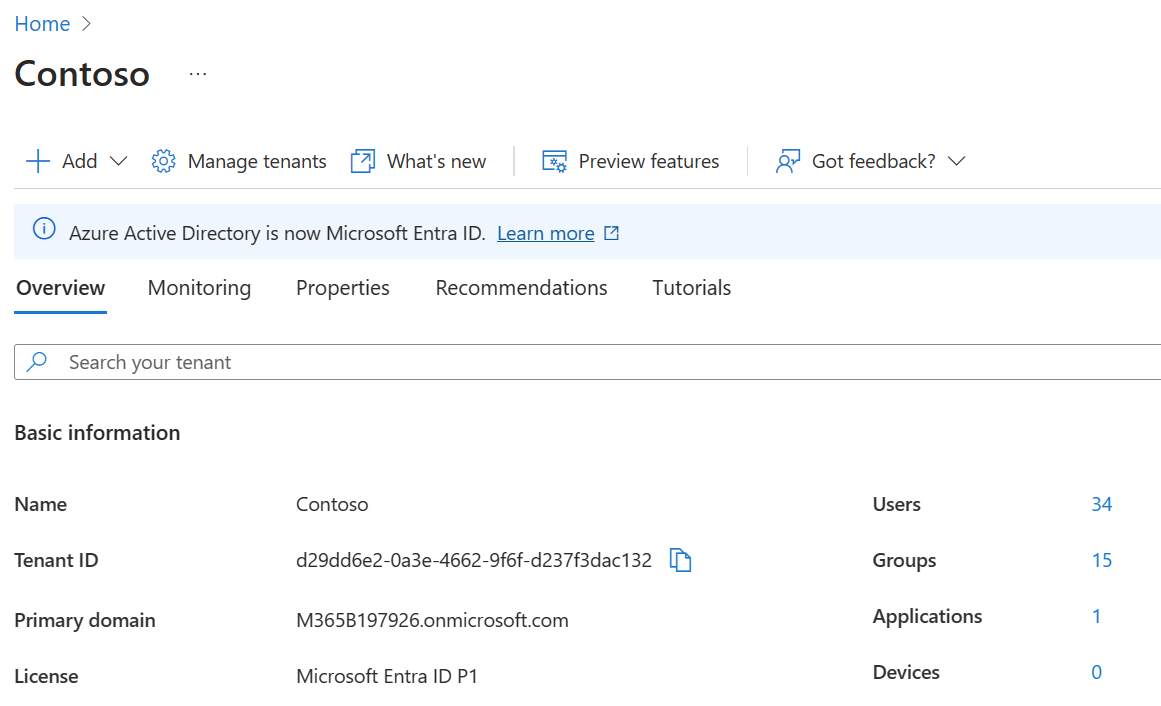 Home
Contoso ...
Add Manage tenants What's new Preview features Got feedback?
Azure Active Directory is now Microsoft Entra ID. Learn more
Overview Monitoring Properties Recommendations Tutorials
Search your tenant
Basic information
Name Contoso Users 34
Tenant ID d29dd6e2-0a3e-4662-9f6f-d237f3dac132 Groups 15
Primary domain M365B197926.onmicrosoft.com Applications 1
License Microsoft Entra ID P1 Devices 0